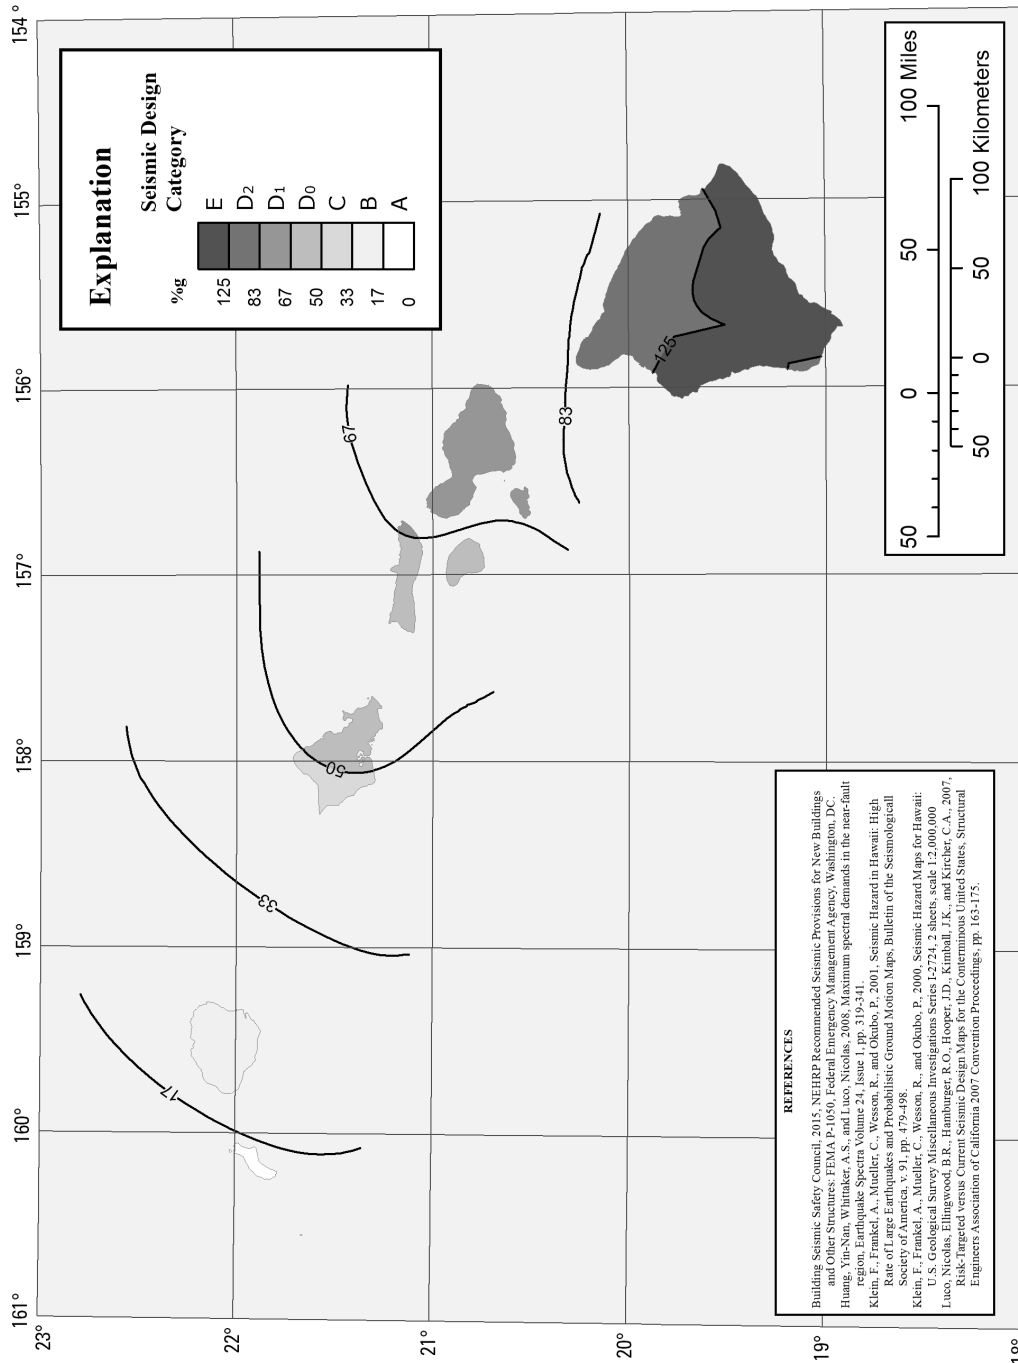 154°
155°
156°
157°
158°
159°
160°
161°
23°
22°
21°
20°
19°
18°
Explanation
Seismic Design
Category
%g
125 E
83 D2
67 D1
50 D0
33 C
17 B
0 A
17
33
50
67
83
125
50 0 50 100 Miles
50 0 50 100 Kilometers
REFERENCES
Building Seismic Safety Council, 2015, NEHRP Recommended Seismic Provisions for New Buildings
and Other Structures: FEMA P-1050, Federal Emergency Management Agency, Washington, DC.
Huang, Yin-Nan, Whittaker, A.S., and Luco, Nicolas, 2008, Maximum spectral demands in the near-fault
region, Earthquake Spectra Volume 24, Issue 1, pp. 319-341.
Klein, F., Frankel, A., Mueller, C., Wesson, R., and Okubo, P., 2001, Seismic Hazard in Hawaii: High
Rate of Large Earthquakes and Probabilistic Ground Motion Maps, Bulletin of the Seismologicall
Society of America, v. 91, pp. 479-498.
Klein, F., Frankel, A., Mueller, C., Wesson, R., and Okubo, P., 2000, Seismic Hazard Maps for Hawaii:
U.S. Geological Survey Miscellaneous Investigations Series I-2724, 2 sheets, scale 1:2,000,000
Luco, Nicolas, Ellingwood, B.R., Hamburger, R.O., Hooper, J.D., Kimball, J.K., and Kircher, C.A., 2007,
Risk-Targeted versus Current Seismic Design Maps for the Conterminous United States, Structural
Engineers Association of California 2007 Convention Proceedings, pp. 163-175.